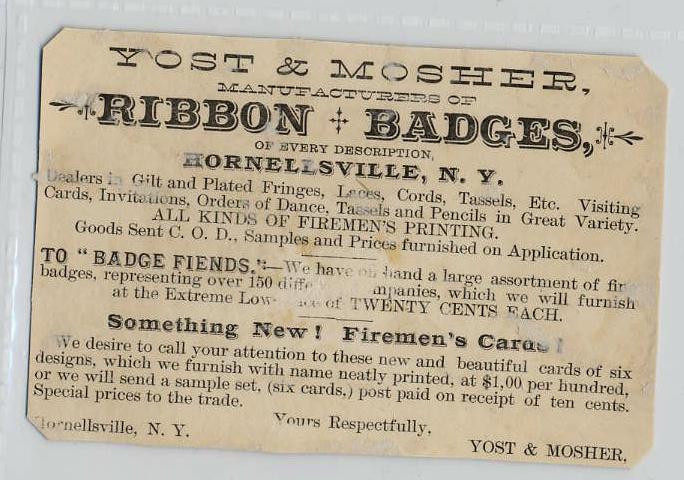 YOST & MOSHER,
MANUFACTURERS OF
RIBBON BADGES,
OF EVERY DESCRIPTION,
HORNELLSVILLE, N. Y.
Dealers in Gilt and Plated Fringes, Laces, Cords, Tassels, Etc. Visiting
Cards, Invitations, Orders of Dance, Tassels and Pencils in Great Variety.
ALL KINDS OF FIREMEN'S PRINTING.
Goods Sent C. O. D., Samples and Prices furnished on Application.
TO "BADGE FIENDS."—We have on hand a large assortment of fire
badges, representing over 150 which we will furnish
at the Extreme of TWENTY CENTS EACH.
Something New! Firemen's Cards!
We desire to call your attention to these new and beautiful cards of six
designs, which we furnish with name neatly printed, at $1,00 per hundred,
or we will send a sample set, (six cards,) post paid on receipt of ten cents.
Special prices to the trade.
Yours Respectfully,
Hornellsville, N. Y.
YOST & MOSHER,